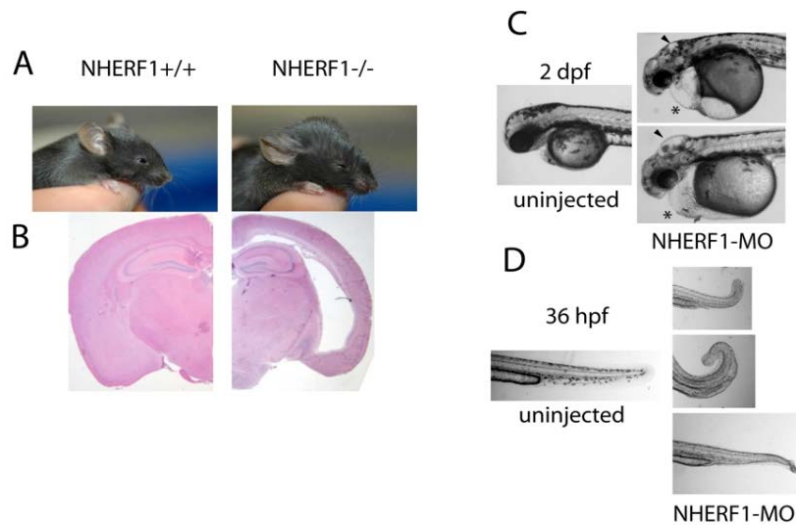 A
NHERF1+/+
NHERF1-/-
B
C
2 dpf
uninjected
*
*
NHERF1-MO
D
36 hpf
uninjected
NHERF1-MO